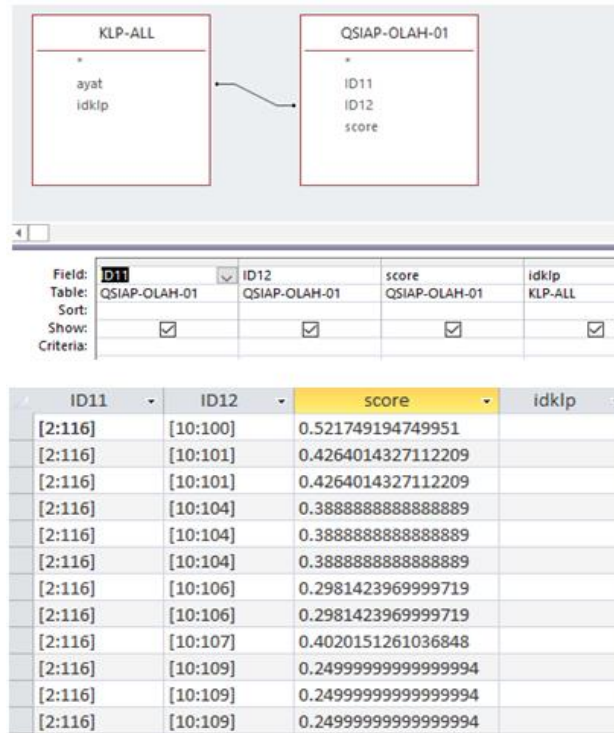 KLP-ALL
*
ayat
idklp
QSIAP-OLAH-01
*
ID11
ID12
score
Field: ID11 ID12 score idklp
Table: QSIAP-OLAH-01 QSIAP-OLAH-01 QSIAP-OLAH-01 KLP-ALL
Sort:
Show:
Criteria:
ID11 ID12 score idklp
[2:116] [10:100] 0.521749194749951
[2:116] [10:101] 0.4264014327112209
[2:116] [10:101] 0.4264014327112209
[2:116] [10:104] 0.38888888888888889
[2:116] [10:104] 0.38888888888888889
[2:116] [10:104] 0.38888888888888889
[2:116] [10:106] 0.2981423969999719
[2:116] [10:106] 0.2981423969999719
[2:116] [10:107] 0.4020151261036848
[2:116] [10:109] 0.24999999999999994
[2:116] [10:109] 0.24999999999999994
[2:116] [10:109] 0.24999999999999994